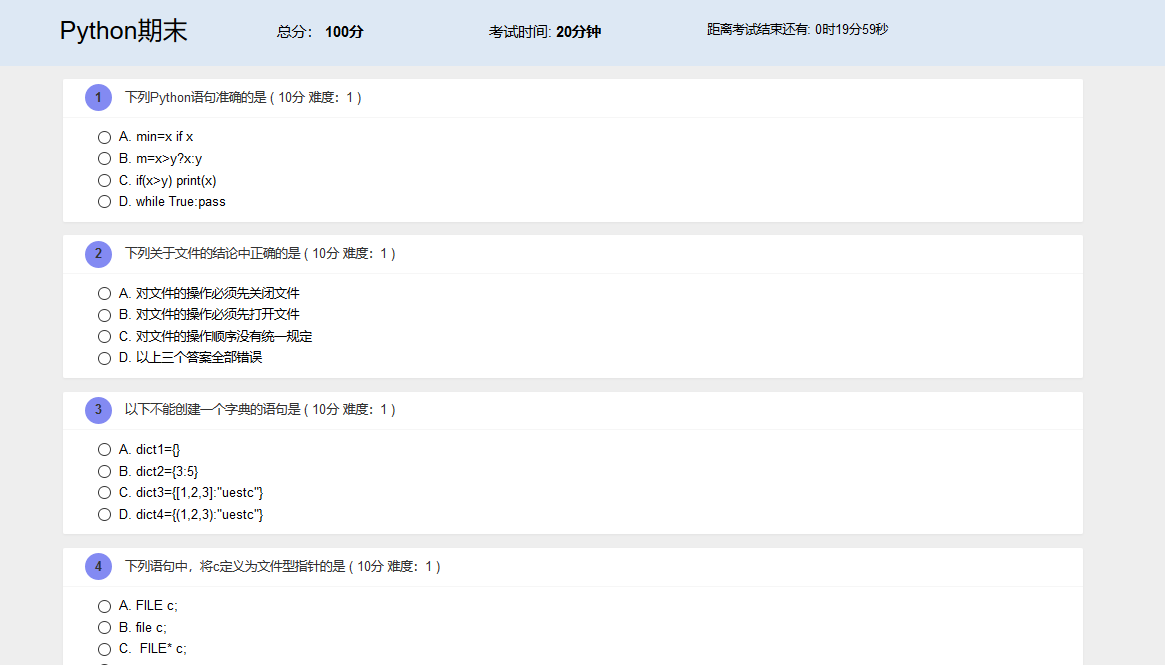 Python期末
总分： 100分
考试时间: 20分钟
距离考试结束还有: 0时19分59秒
1 下列Python语句准确的是 ( 10分 难度：1 )
A. min=x if x
B. m=x>y?x:y
C. if(x>y) print(x)
D. while True:pass
2 下列关于文件的结论中正确的是 ( 10分 难度：1 )
A. 对文件的操作必须先关闭文件
B. 对文件的操作必须先打开文件
C. 对文件的操作顺序没有统一规定
D. 以上三个答案全部错误
3 以下不能创建一个字典的语句是 ( 10分 难度：1 )
A. dict1={}
B. dict2={3:5}
C. dict3={[1,2,3]:"uestc"}
D. dict4={(1,2,3):"uestc"}
4 下列语句中，将c定义为文件型指针的是 ( 10分 难度：1 )
A. FILE c;
B. file c;
C. FILE* c;